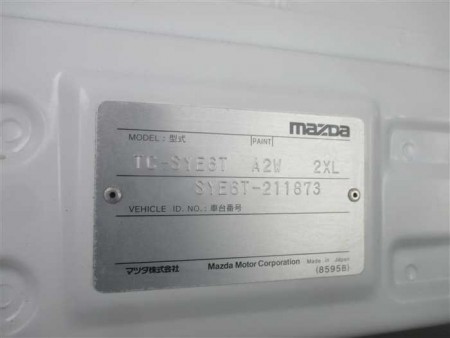 mazda
MODEL: 型式 PAINT
TC-SYE6T A2W 2XL
SYE6T-211873
VEHICLE ID. NO.: 車台番号
マツダ株式会社 Mazda Motor Corporation Made in Japan
(8595B)